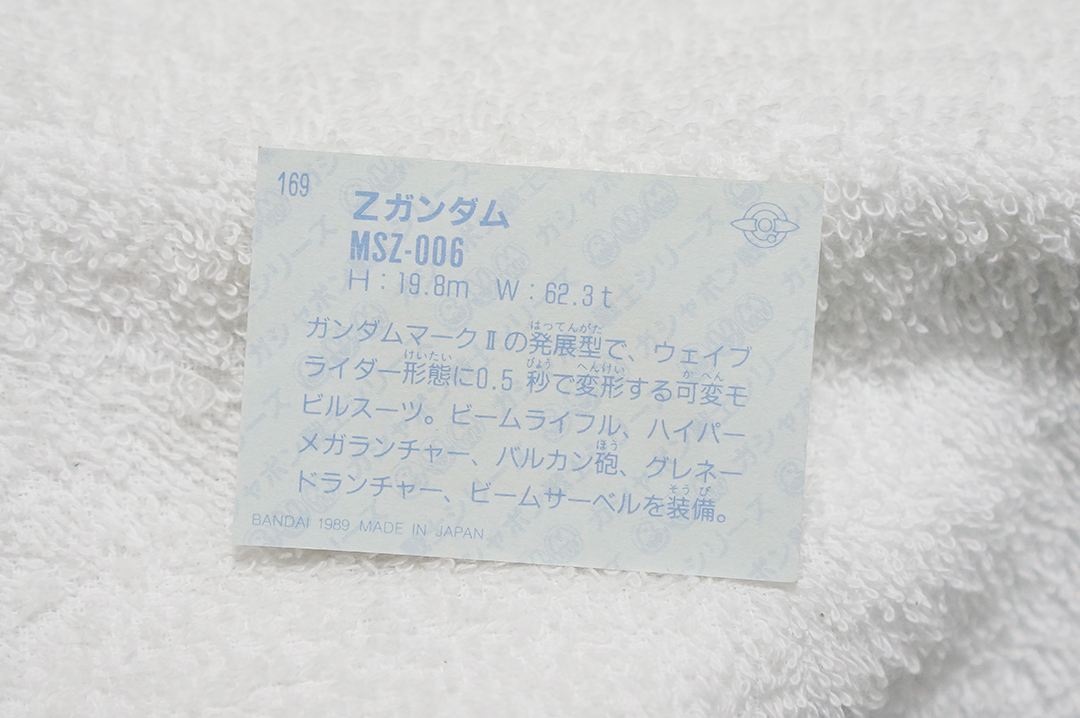 169
Zガンダム
MSZ-006
H:19.8m W:62.3t
ガンダムマークⅡの発展型で、ウェイブ
ライダー形態に0.5秒で変形する可変モ
ビルスーツ。ビームライフル、ハイパー
メガランチャー、バルカン砲、グレネー
ドランチャー、ビームサーベルを装備。
BANDAI 1989 MADE IN JAPAN